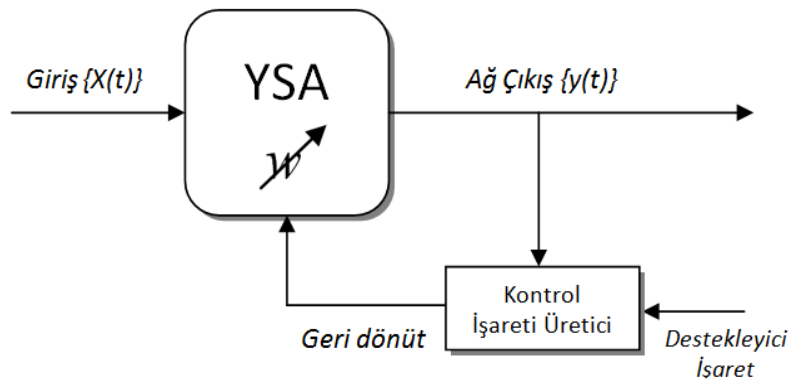 Giriş {X(t)}
YSA
w
Ağ Çıkış {y(t)}
Kontrol
İşareti Üretici
Geri dönüt
Destekleyici
İşaret